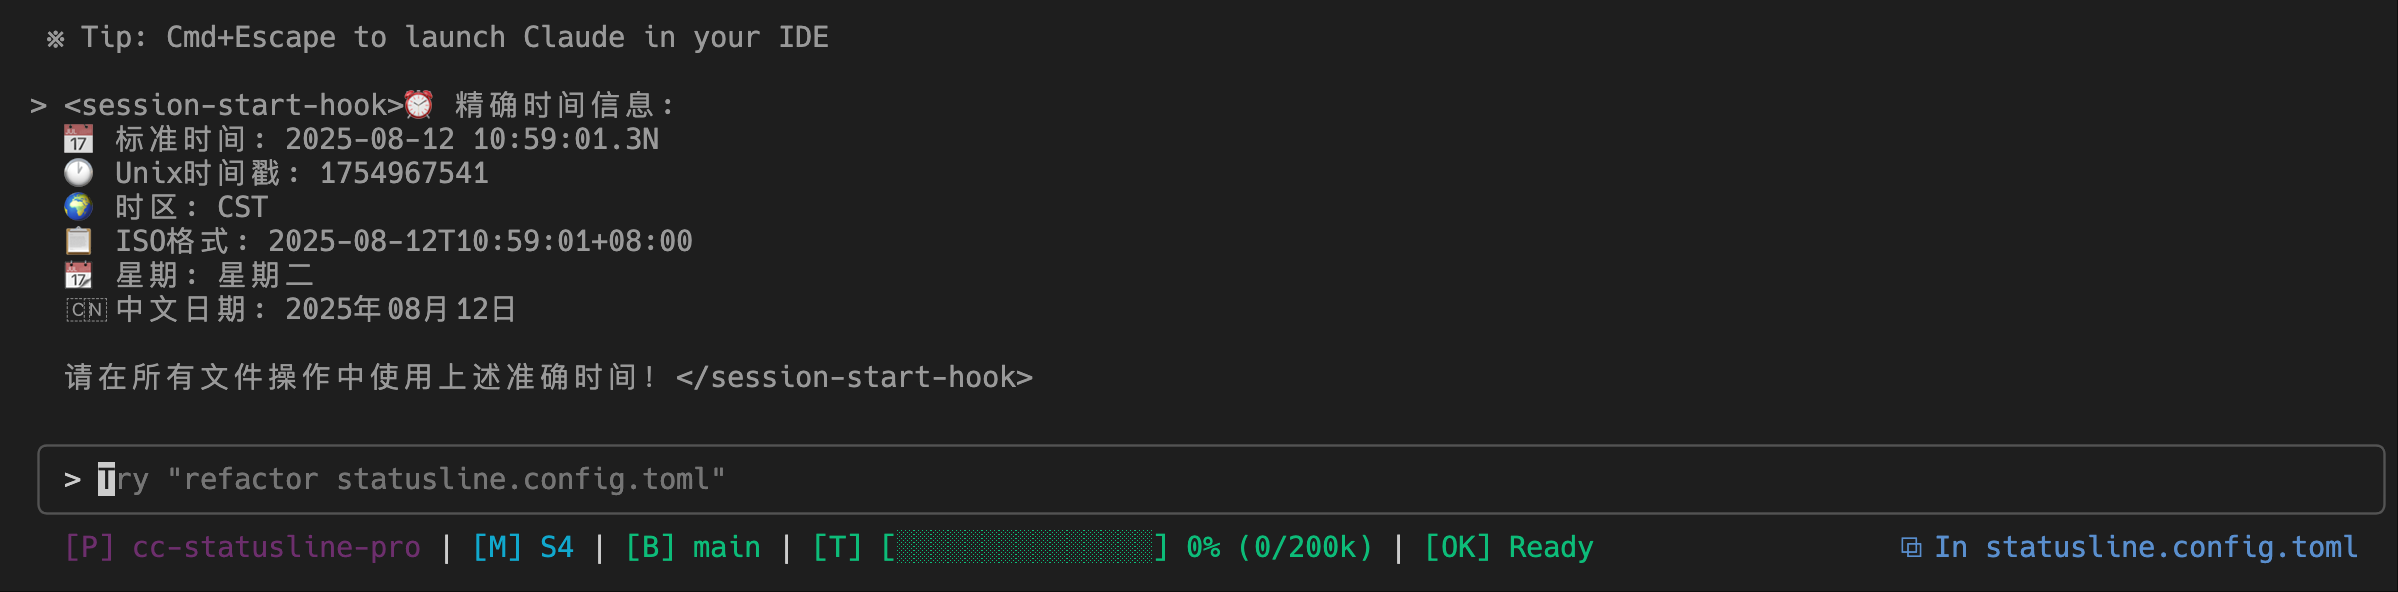 ※ Tip: Cmd+Escape to launch Claude in your IDE
> <session-start-hook>⏰ 精确时间信息:
📅 标准时间: 2025-08-12 10:59:01.3N
🕐 Unix时间戳: 1754967541
🌍 时区: CST
📋 ISO格式: 2025-08-12T10:59:01+08:00
📆 星期: 星期二
🇨🇳 中文日期: 2025年08月12日
请在所有文件操作中使用上述准确时间! </session-start-hook>
> Try "refactor statusline.config.toml"
[P] cc-statusline-pro | [M] S4 | [B] main | [T] [░░░░░░░░░░░░░░░] 0% (0/200k) | [OK] Ready ⧉ In statusline.config.toml